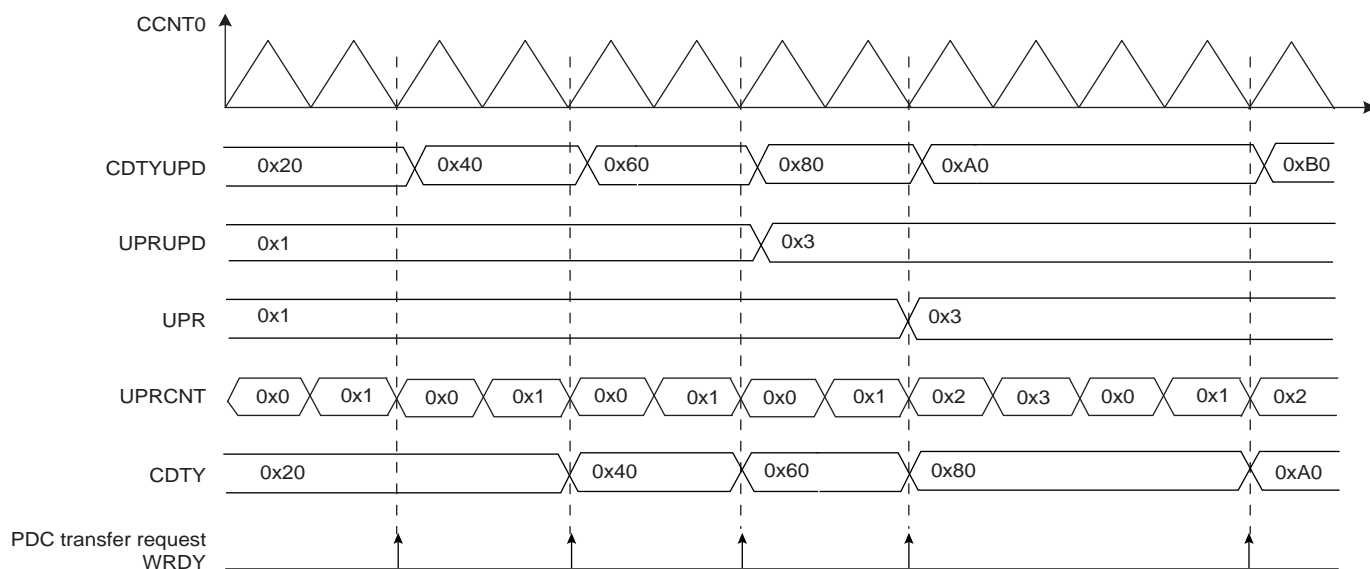 CCNT0
CDTYUPD 0x20 0x40 0x60 0x80 0xA0 0xB0
UPRUPD 0x1 0x3
UPR 0x1 0x3
UPRCNT 0x0 0x1 0x0 0x1 0x0 0x1 0x0 0x1 0x2 0x3 0x0 0x1 0x2
CDTY 0x20 0x40 0x60 0x80 0xA0
PDC transfer request
WRDY